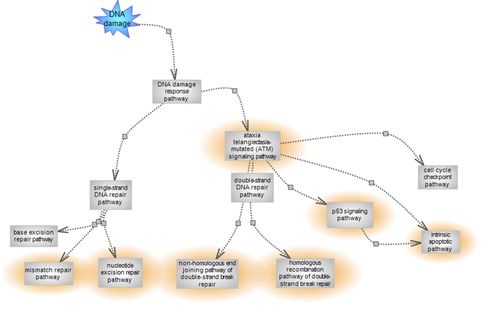 DNA
damage
DNA damage
response
pathway
ataxia
telangiectasia-
mutated (ATM)
signaling pathway
cell cycle
checkpoint
pathway
single-strand
DNA repair
pathway
double-strand
DNA repair
pathway
p53 signaling
pathway
base excision
repair pathway
intrinsic
apoptotic
pathway
mismatch repair
pathway
nucleotide
excision repair
pathway
non-homologous end
joining pathway of
double-strand break
repair
homologous
recombination
pathway of double-
strand break repair